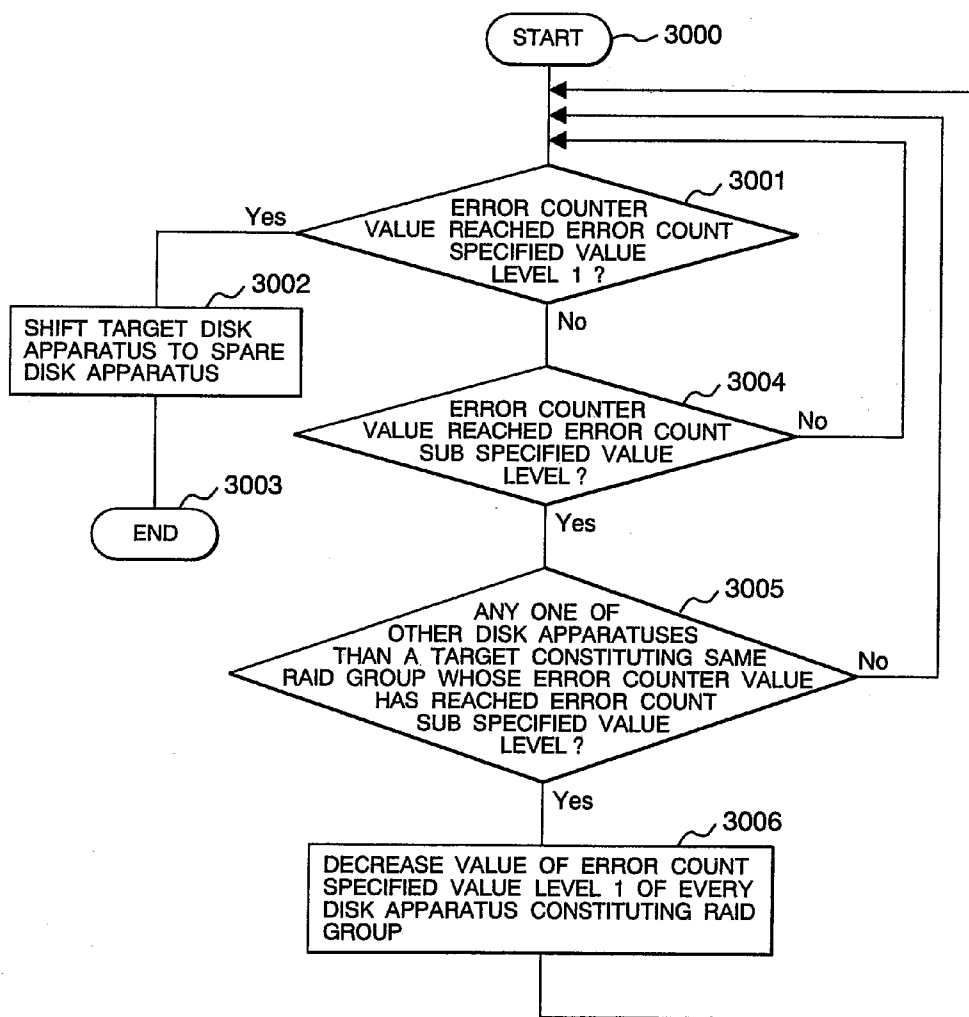 START
3000
3001
ERROR COUNTER
VALUE REACHED ERROR COUNT
SPECIFIED VALUE
LEVEL 1 ?
Yes
No
3002
SHIFT TARGET DISK
APPARATUS TO SPARE
DISK APPARATUS
3003
END
3004
ERROR COUNTER
VALUE REACHED ERROR COUNT
SUB SPECIFIED VALUE
LEVEL ?
No
Yes
3005
ANY ONE OF
OTHER DISK APPARATUSES
THAN A TARGET CONSTITUTING SAME
RAID GROUP WHOSE ERROR COUNTER VALUE
HAS REACHED ERROR COUNT
SUB SPECIFIED VALUE
LEVEL ?
No
Yes
3006
DECREASE VALUE OF ERROR COUNT
SPECIFIED VALUE LEVEL 1 OF EVERY
DISK APPARATUS CONSTITUTING RAID
GROUP